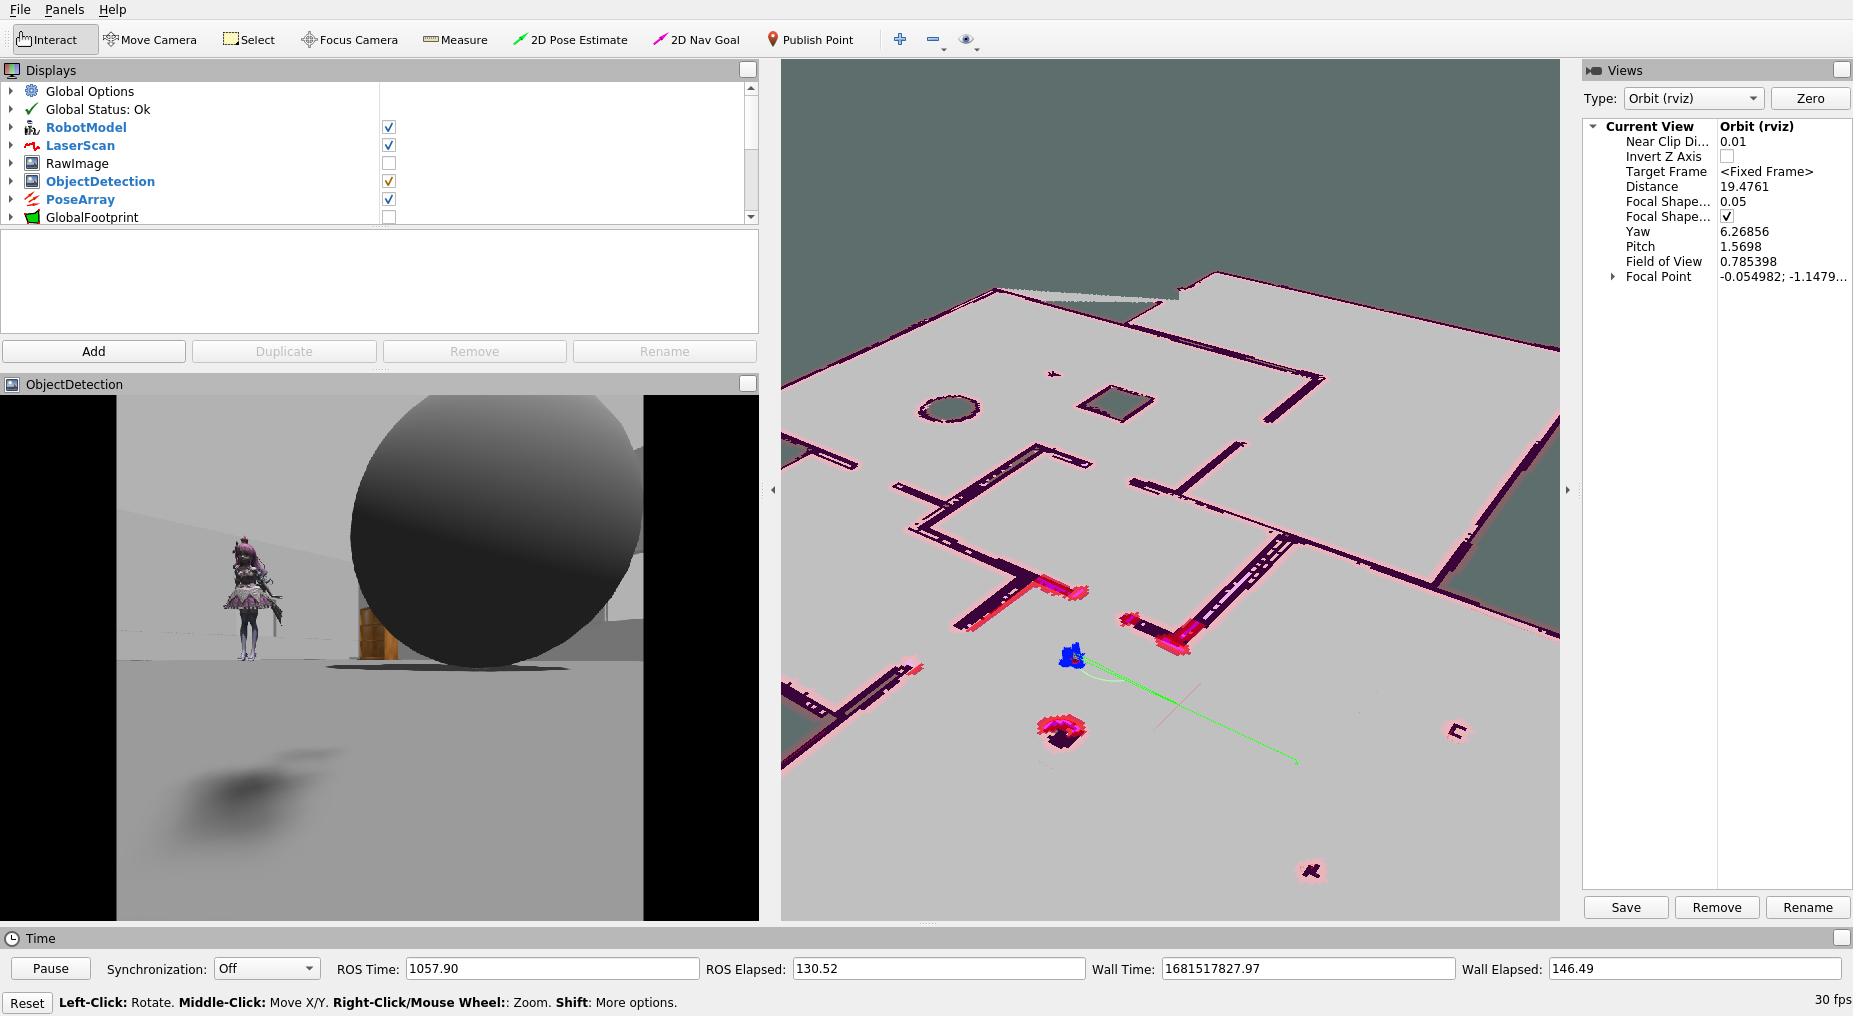 File Panels Help
Interact Move Camera Select Focus Camera Measure 2D Pose Estimate 2D Nav Goal Publish Point
Displays
Global Options
Global Status: Ok
RobotModel
LaserScan
RawImage
ObjectDetection
PoseArray
GlobalFootprint
Add Duplicate Remove Rename
ObjectDetection
Views
Type: Orbit (rviz) Zero
Current View Orbit (rviz)
Near Clip Di... 0.01
Invert Z Axis
Target Frame <Fixed Frame>
Distance 19.4761
Focal Shape... 0.05
Focal Shape...
Yaw 6.26856
Pitch 1.5698
Field of View 0.785398
Focal Point -0.054982; -1.1479...
Save Remove Rename
Time
Pause Synchronization: Off ROS Time: 1057.90 ROS Elapsed: 130.52 Wall Time: 1681517827.97 Wall Elapsed: 146.49
Reset Left-Click: Rotate. Middle-Click: Move X/Y. Right-Click/Mouse Wheel:: Zoom. Shift: More options. 30 fps